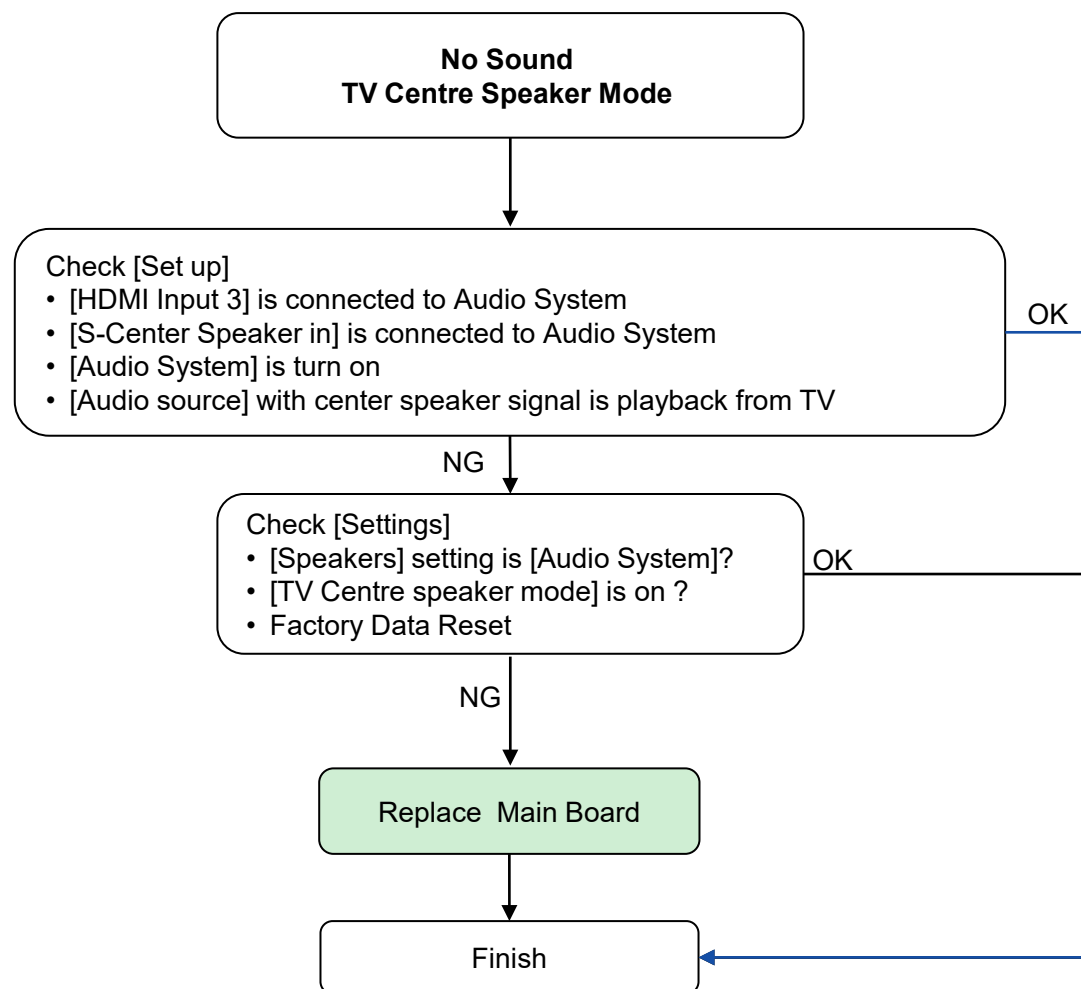 No Sound
TV Centre Speaker Mode
Check [Set up]
• [HDMI Input 3] is connected to Audio System
• [S-Center Speaker in] is connected to Audio System
• [Audio System] is turn on
• [Audio source] with center speaker signal is playback from TV
OK
NG
Check [Settings]
• [Speakers] setting is [Audio System]?
• [TV Centre speaker mode] is on ?
• Factory Data Reset
OK
NG
Replace  Main Board
Finish